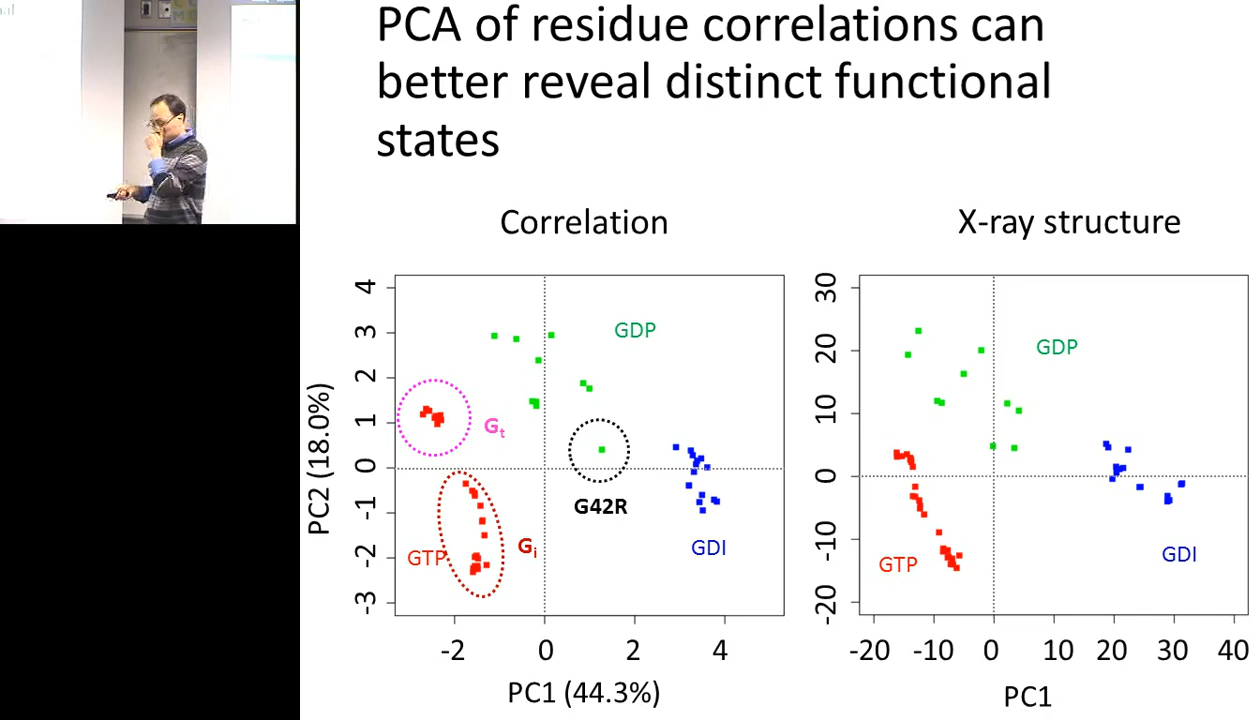 al
PCA of residue correlations can
better reveal distinct functional
states
Correlation
X-ray structure
4
3
2
1
0
-1
-2
-3
PC2 (18.0%)
GDP
Gt
G42R
Gi
GTP
GDI
-2 0 2 4
PC1 (44.3%)
30
20
10
0
-10
-20
GDP
GTP
GDI
-20 -10 0 10 20 30 40
PC1